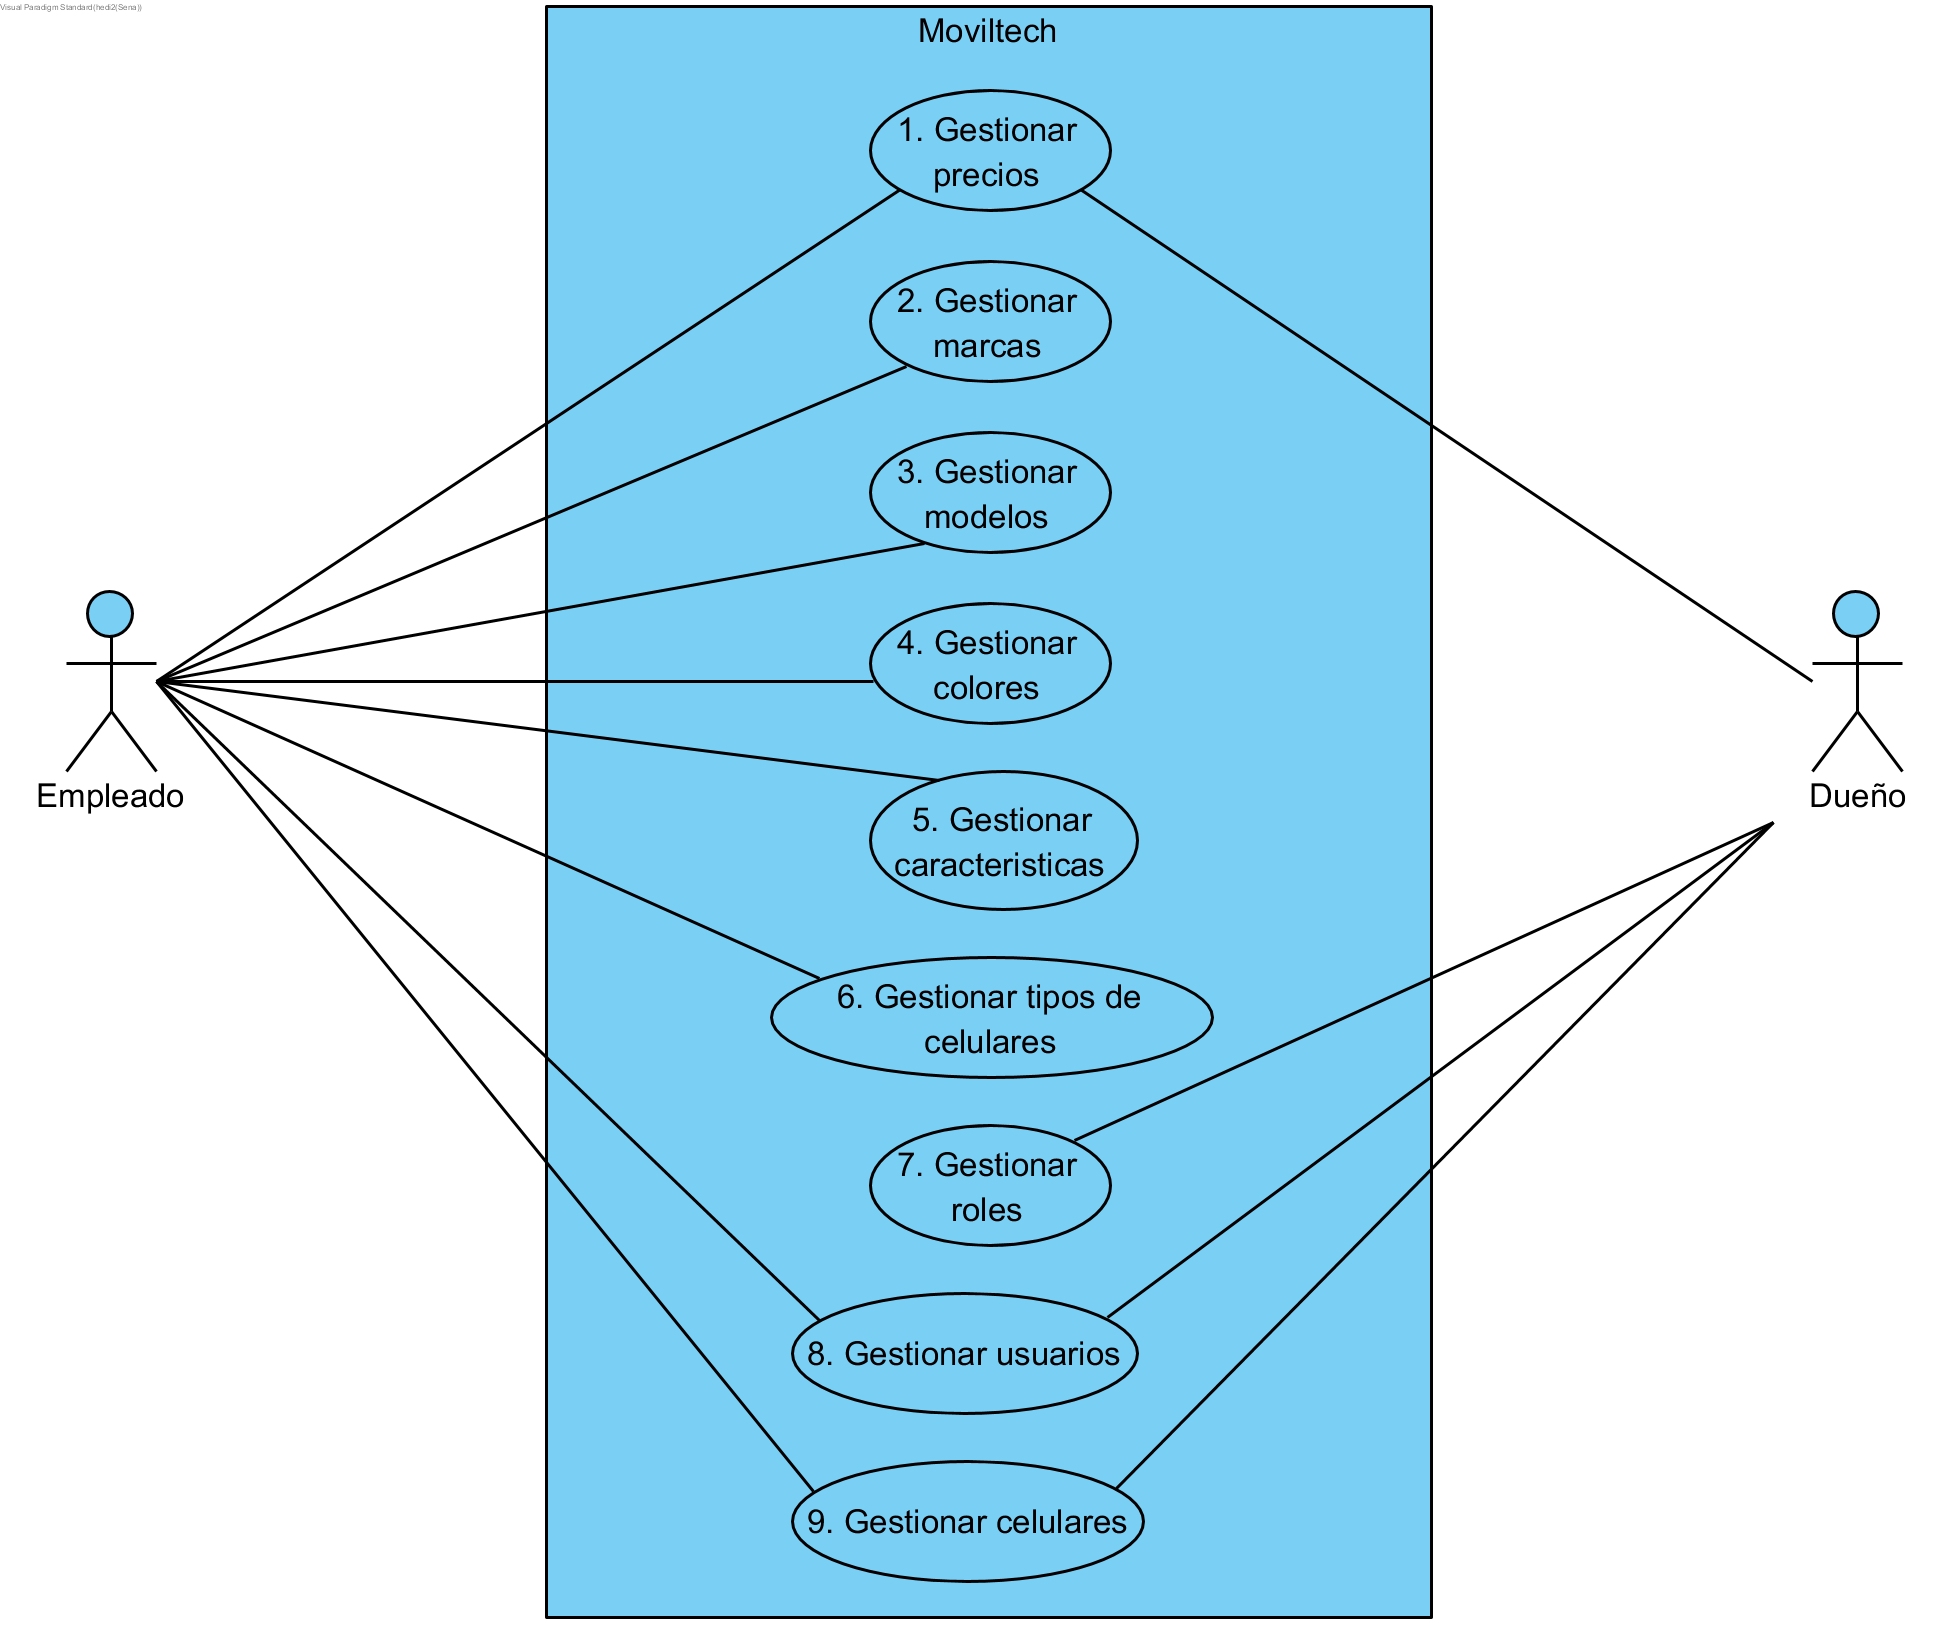 Visual Paradigm Standard(hedi2(Sena))
Moviltech
1. Gestionar
precios
2. Gestionar
marcas
3. Gestionar
modelos
4. Gestionar
colores
Empleado
Dueño
5. Gestionar
caracteristicas
6. Gestionar tipos de
celulares
7. Gestionar
roles
8. Gestionar usuarios
9. Gestionar celulares